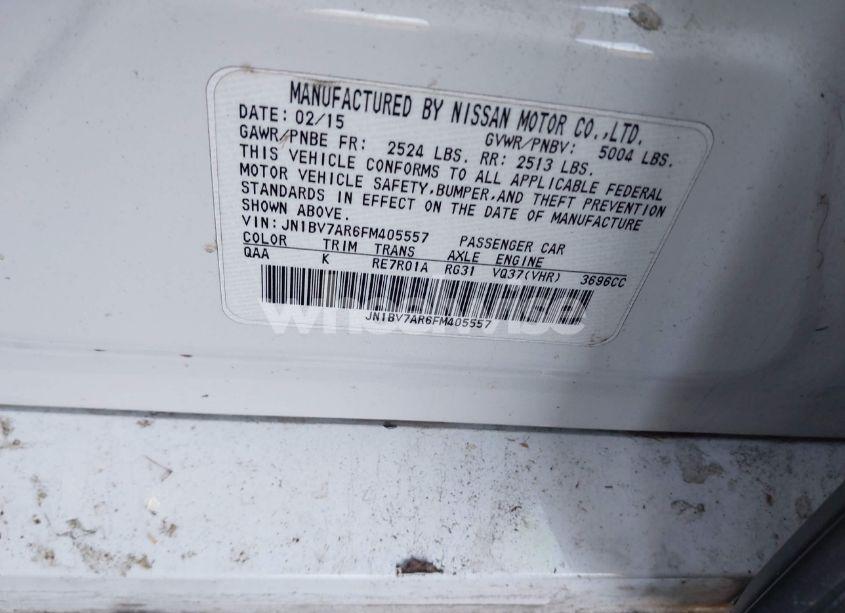 MANUFACTURED BY NISSAN MOTOR CO.,LTD.
DATE: 02/15 GVWR/PNBV: 5004 LBS.
GAWR/PNBE FR: 2524 LBS. RR: 2513 LBS.
THIS VEHICLE CONFORMS TO ALL APPLICABLE FEDERAL
MOTOR VEHICLE SAFETY,BUMPER,AND THEFT PREVENTION
STANDARDS IN EFFECT ON THE DATE OF MANUFACTURE
SHOWN ABOVE.
VIN:JN1BV7AR6FM405557 PASSENGER CAR
COLOR TRIM TRANS AXLE ENGINE
QAA K RE7R01A RG31 VQ37(VHR) 3696CC
JN1BV7AR6FM405557